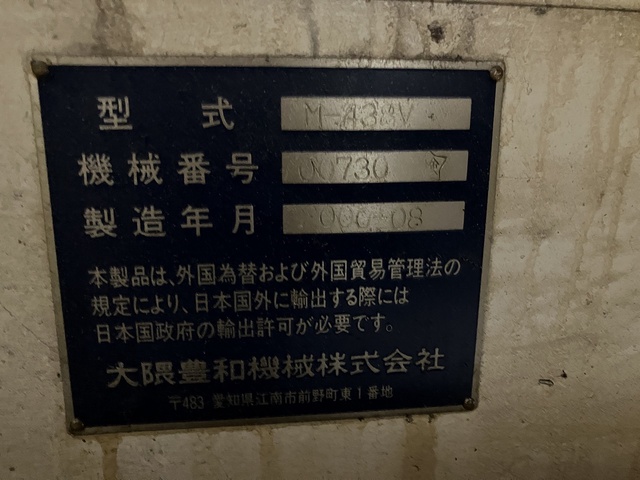 型式 M-438V
機械番号 00730
製造年月
本製品は、外国為替および外国貿易管理法の
規定により、日本国外に輸出する際には
日本国政府の輸出許可が必要です。
大隈豊和機械株式会社
〒483 愛知県江南市前野町東1番地